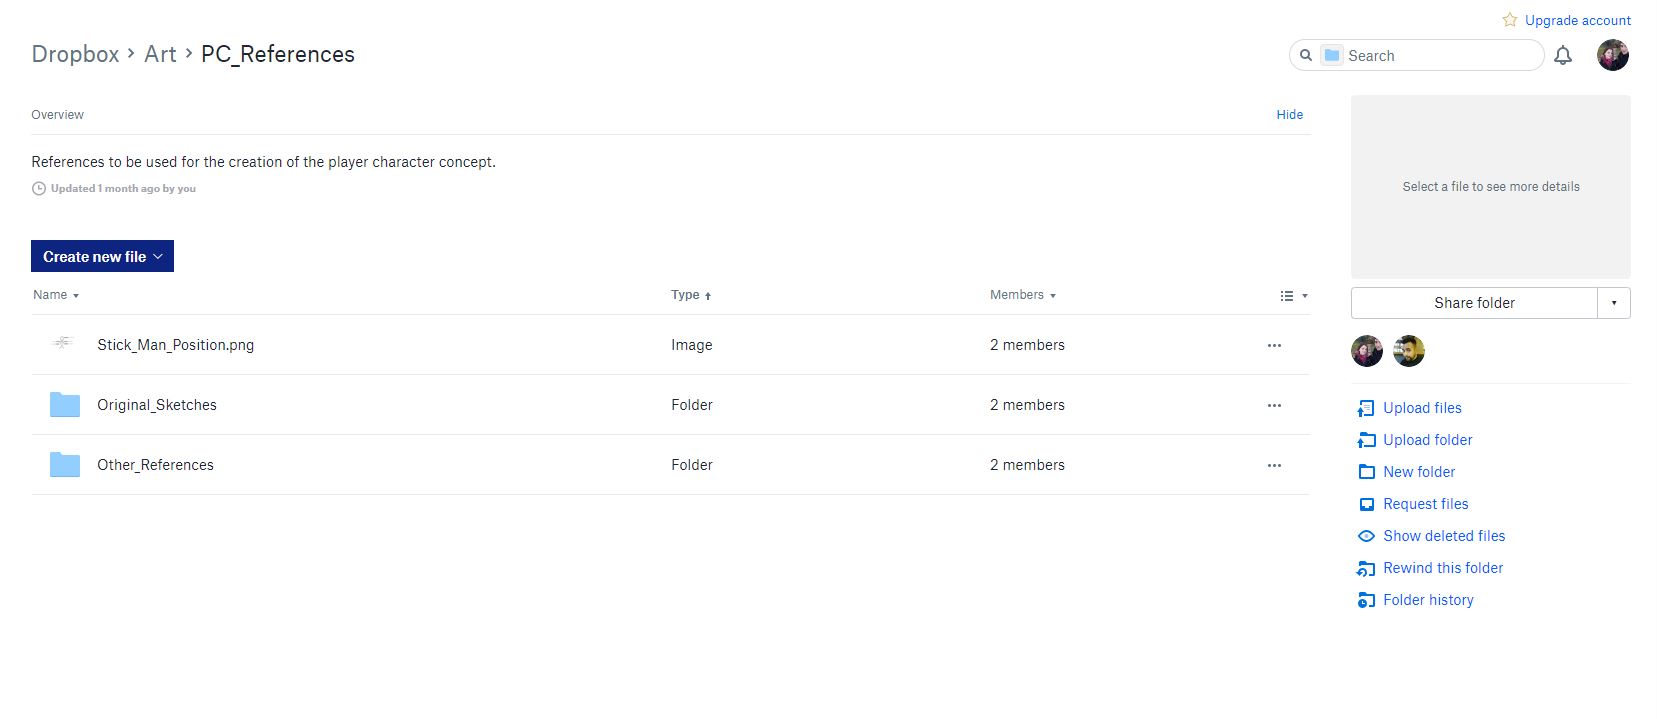 Upgrade account
Dropbox › Art › PC_References
Search
Overview
Hide
References to be used for the creation of the player character concept.
Updated 1 month ago by you
Select a file to see more details
Create new file
Name
Type
Members
Share folder
Stick_Man_Position.png
Image
2 members
Original_Sketches
Folder
2 members
Other_References
Folder
2 members
Upload files
Upload folder
New folder
Request files
Show deleted files
Rewind this folder
Folder history